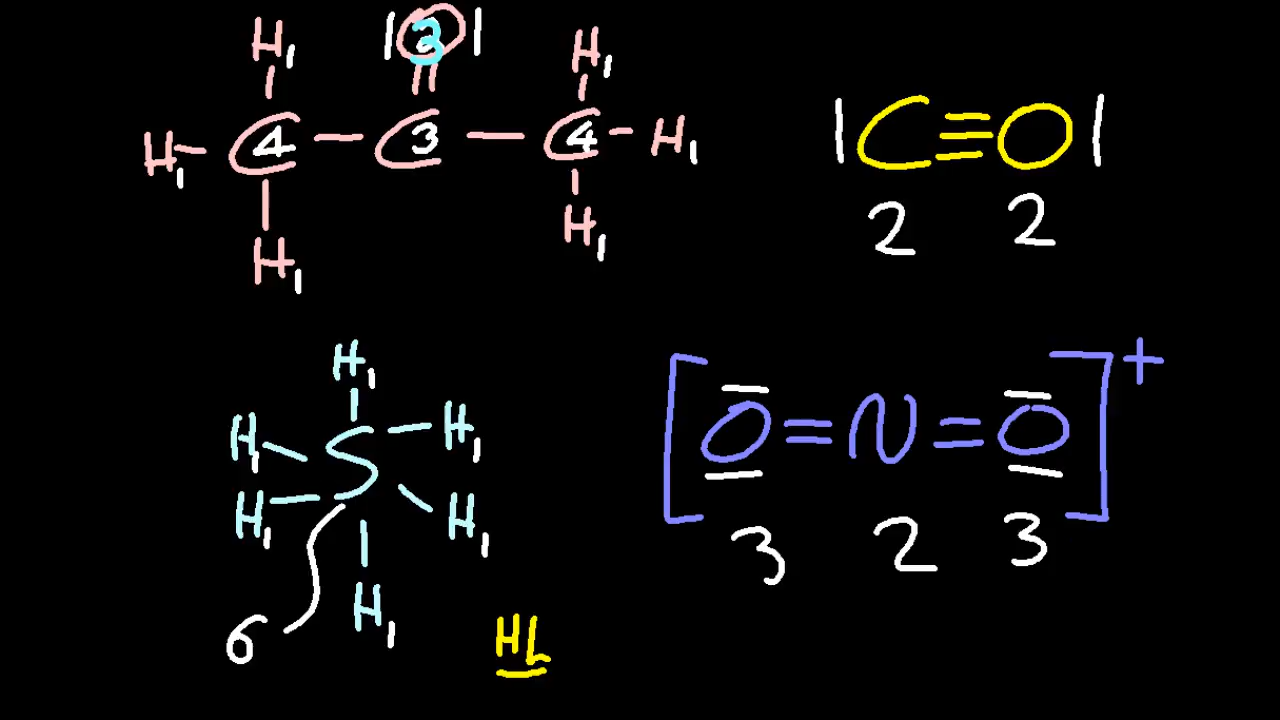 H1 |3| H1
H1 - 4 - 3 - 4 - H1
H1 H1
|C≡O|
2 2
H1
H1 H1
H1 S H1
H1
6
HL
[O=N=O]+
3 2 3